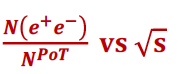 N(e⁺e⁻)
N^PoT vs √s